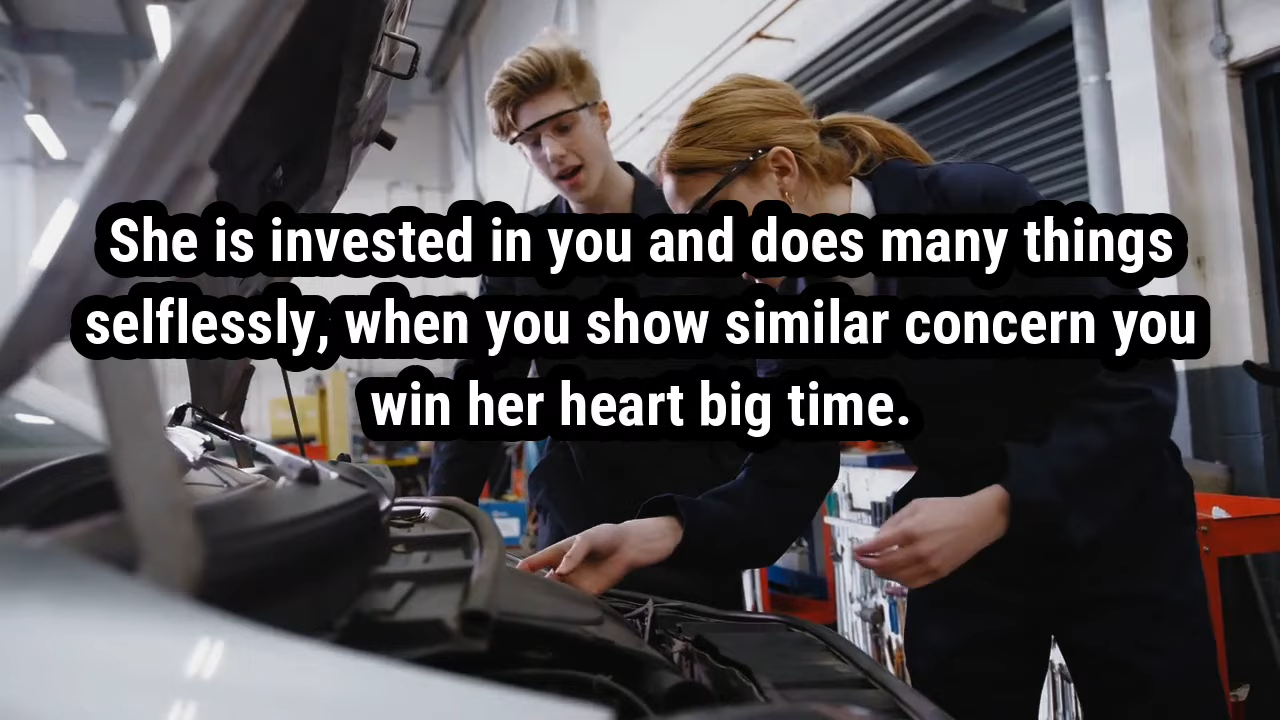 She is invested in you and does many things
selflessly, when you show similar concern you
win her heart big time.